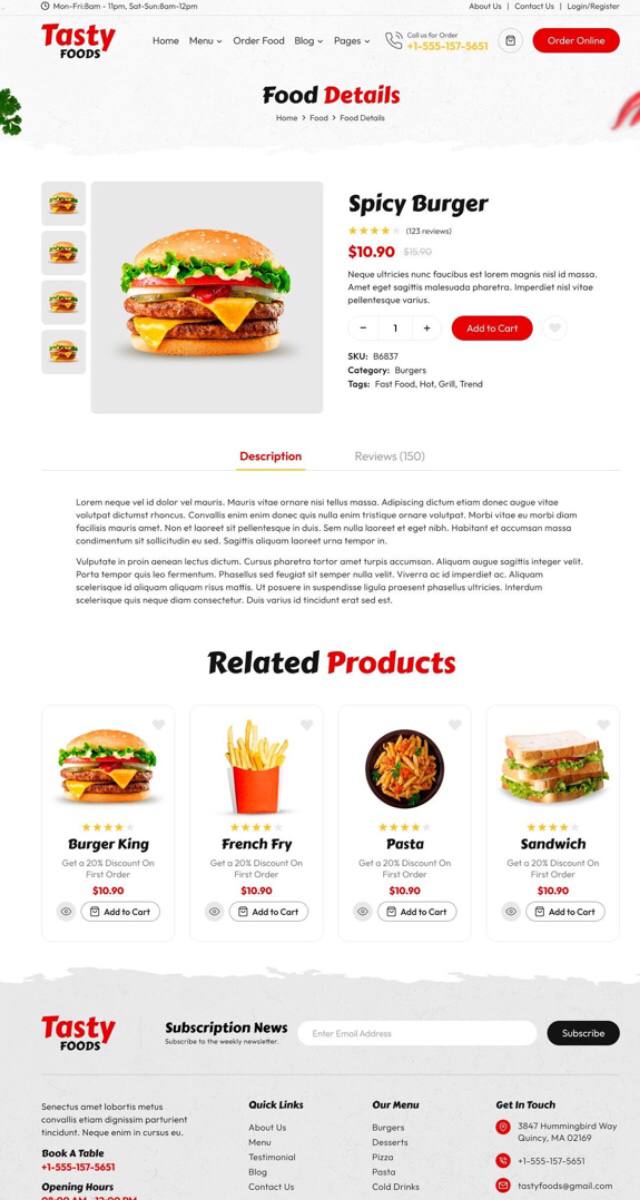 Mon-Fri:8am - 11pm, Sat-Sun:8am-12pm
About Us | Contact Us | Login/Register
Tasty
FOODS
Home Menu Order Food Blog Pages
Call us for Order
+1-555-157-5651
Order Online
Food Details
Home > Food > Food Details
Spicy Burger
(123 reviews)
$10.90 $15.90
Neque ultricies nunc faucibus est lorem magnis nisl id massa.
Amet eget sagittis malesuada pharetra. Imperdiet nisl vitae
pellentesque varius.
− 1 +
Add to Cart
SKU: B6837
Category: Burgers
Tags: Fast Food, Hot, Grill, Trend
Description
Reviews (150)
Lorem neque vel id dolor vel mauris. Mauris vitae ornare nisi tellus massa. Adipiscing dictum etiam donec augue vitae
volutpat dictumst rhoncus. Convallis enim enim donec quis nulla enim tristique ornare volutpat. Morbi vitae eu morbi diam
facilisis mauris amet. Non et laoreet sit pellentesque in duis. Sem nulla laoreet et eget nibh. Habitant et accumsan massa
condimentum sit sollicitudin eu sed. Sagittis aliquam laoreet urna tempor in.
Vulputate in proin aenean lectus dictum. Cursus pharetra tortor amet turpis accumsan. Aliquam augue sagittis integer velit.
Porta tempor quis leo fermentum. Phasellus sed feugiat sit semper nulla velit. Viverra ac id imperdiet ac. Aliquam
scelerisque id aliquam aliquam risus mattis. Ut posuere in suspendisse ligula praesent phasellus ultricies. Interdum
scelerisque quis neque diam consectetur. Duis varius id tincidunt erat sed est.
Related Products
Burger King
Get a 20% Discount On
First Order
$10.90
Add to Cart
French Fry
Get a 20% Discount On
First Order
$10.90
Add to Cart
Pasta
Get a 20% Discount On
First Order
$10.90
Add to Cart
Sandwich
Get a 20% Discount On
First Order
$10.90
Add to Cart
Tasty
FOODS
Subscription News
Subscribe to the weekly newsletter.
Enter Email Address
Subscribe
Senectus amet lobortis metus
convallis etiam dignissim parturient
tincidunt. Neque enim in cursus eu.
Book A Table
+1-555-157-5651
Opening Hours
08:00 AM - 12:00 PM
Quick Links
About Us
Menu
Testimonial
Blog
Contact Us
Our Menu
Burgers
Desserts
Pizza
Pasta
Cold Drinks
Get In Touch
3847 Hummingbird Way
Quincy, MA 02169
+1-555-157-5651
tastyfoods@gmail.com